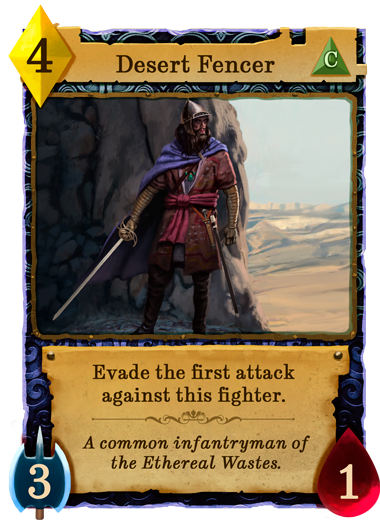 4
Desert Fencer
C
Evade the first attack
against this fighter.
A common infantryman of
the Ethereal Wastes.
3
1